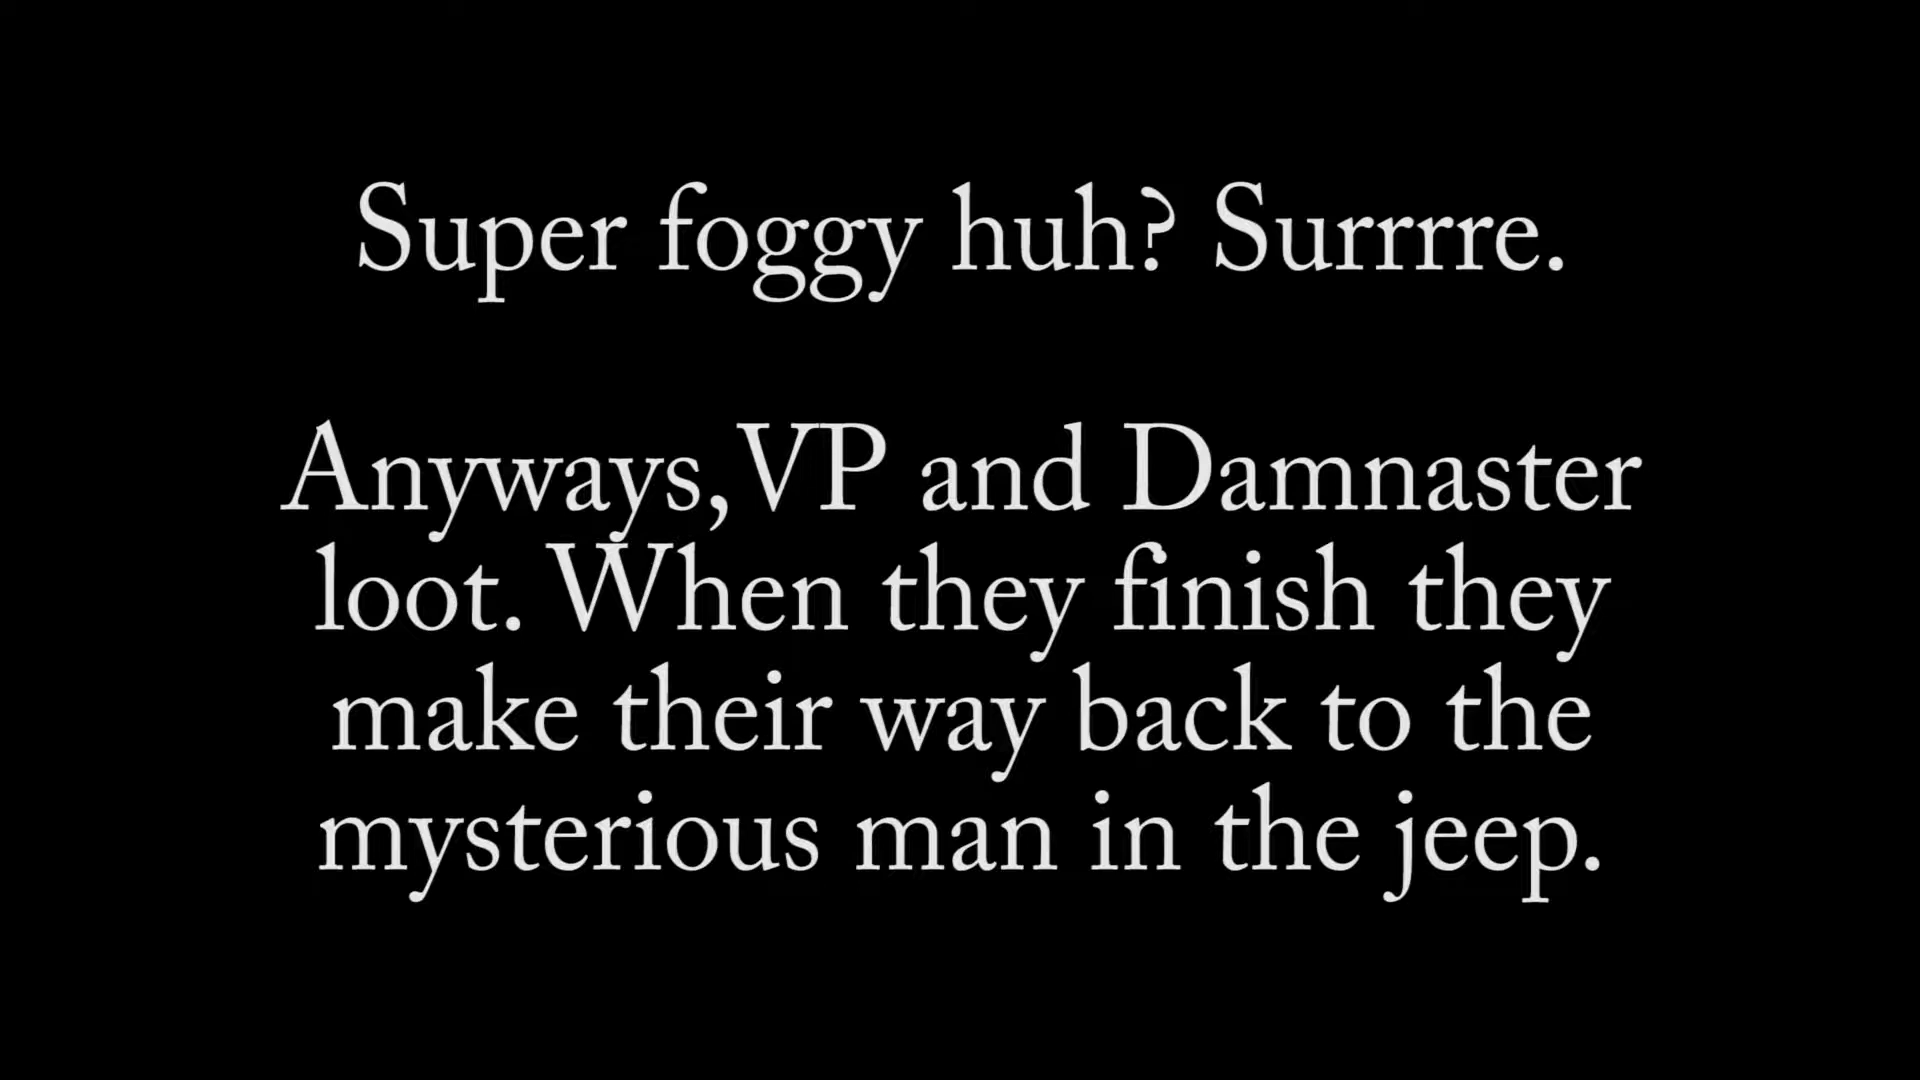 Super foggy huh? Surrrre.
Anyways,VP and Damnaster
loot. When they finish they
make their way back to the
mysterious man in the jeep.